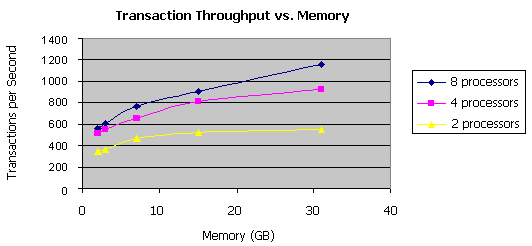 Transaction Throughput vs. Memory
Transactions per Second
1400
1200
1000
800
600
400
200
0
0 10 20 30 40
Memory (GB)
8 processors
4 processors
2 processors